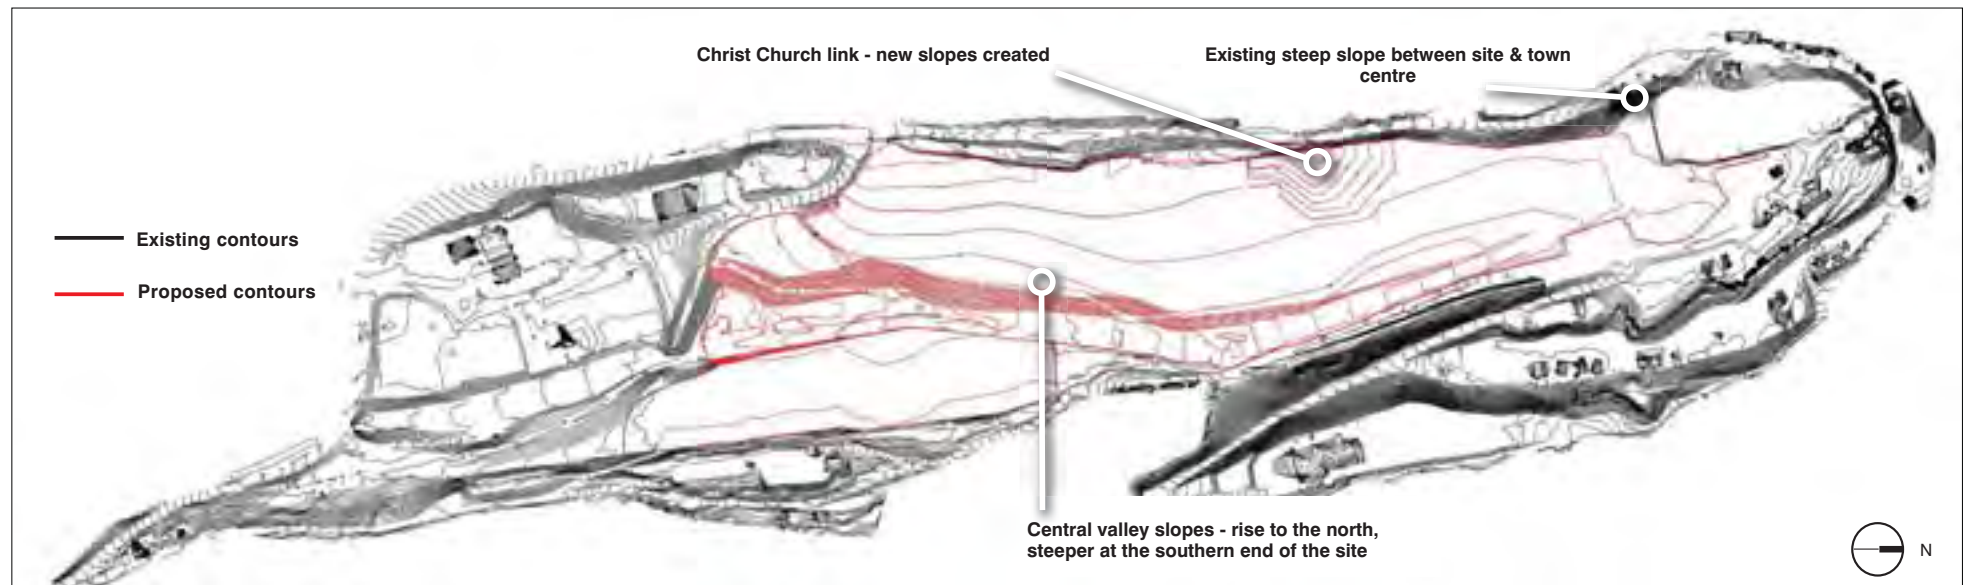 Christ Church link - new slopes created
Existing steep slope between site & town
centre
Existing contours
Proposed contours
Central valley slopes - rise to the north,
steeper at the southern end of the site
N